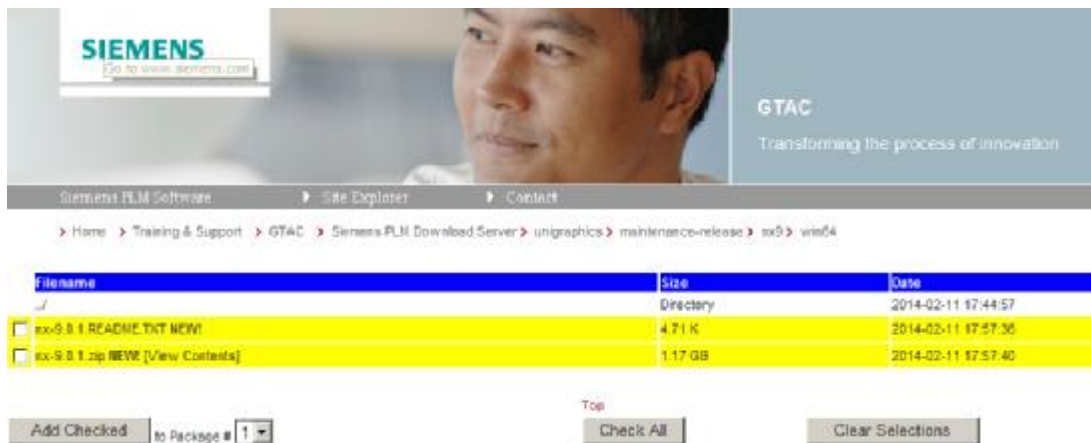 SIEMENS
Go to www.siemens.com
GTAC
Transforming the process of innovation
Siemens PLM Software Site Explorer Contact
Home Training & Support GTAC Siemens PLM Download Server unigraphics maintenance-release nx9 win64
Filename Size Date
../ Directory 2014-02-11 17:44:57
nx-9.0.1.README.TXT NEW! 4.71 K 2014-02-11 17:57:36
nx-9.0.1.zip NEW! [View Contents] 1.17 GB 2014-02-11 17:57:40
Top
Add Checked to Package # 1 Check All Clear Selections